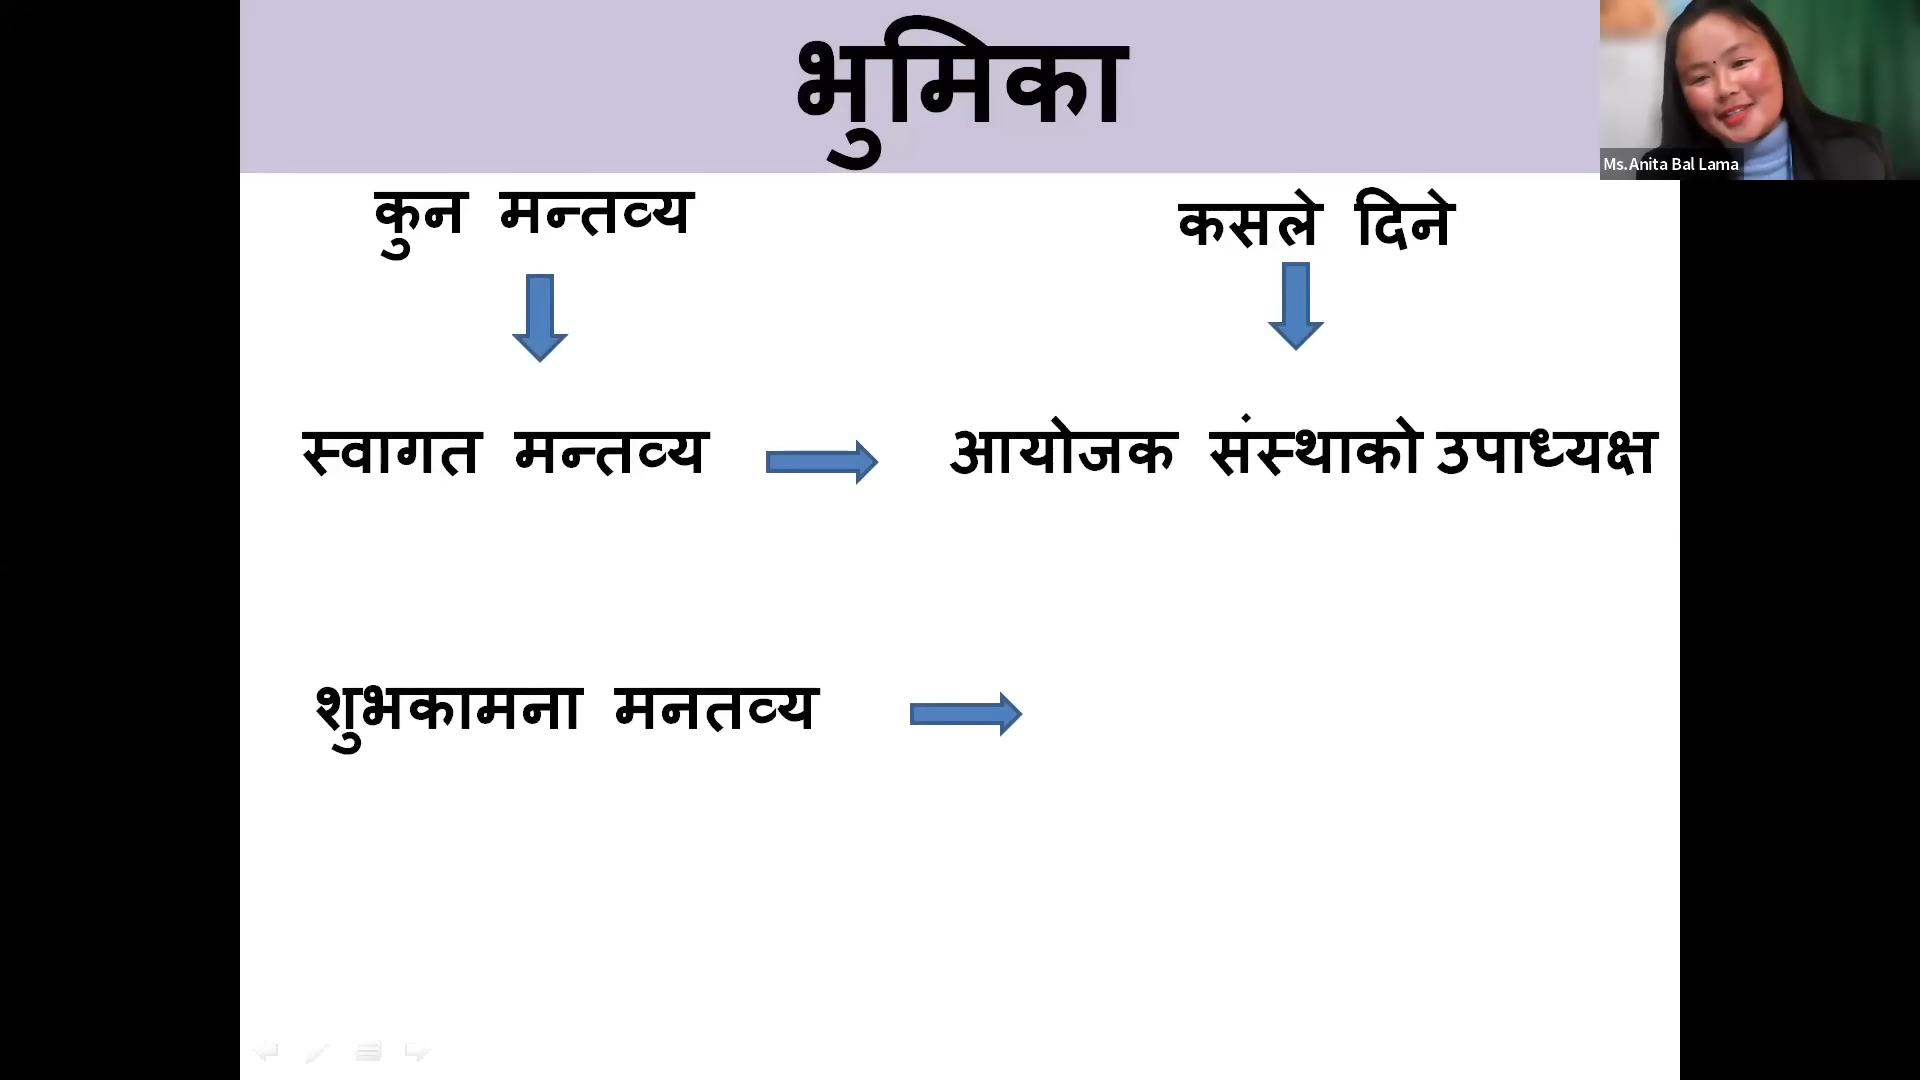 भुमिका
Ms.Anita Bal Lama
कुन मन्तव्य
कसले दिने
स्वागत मन्तव्य
आयोजक संस्थाको उपाध्यक्ष
शुभकामना मनतव्य